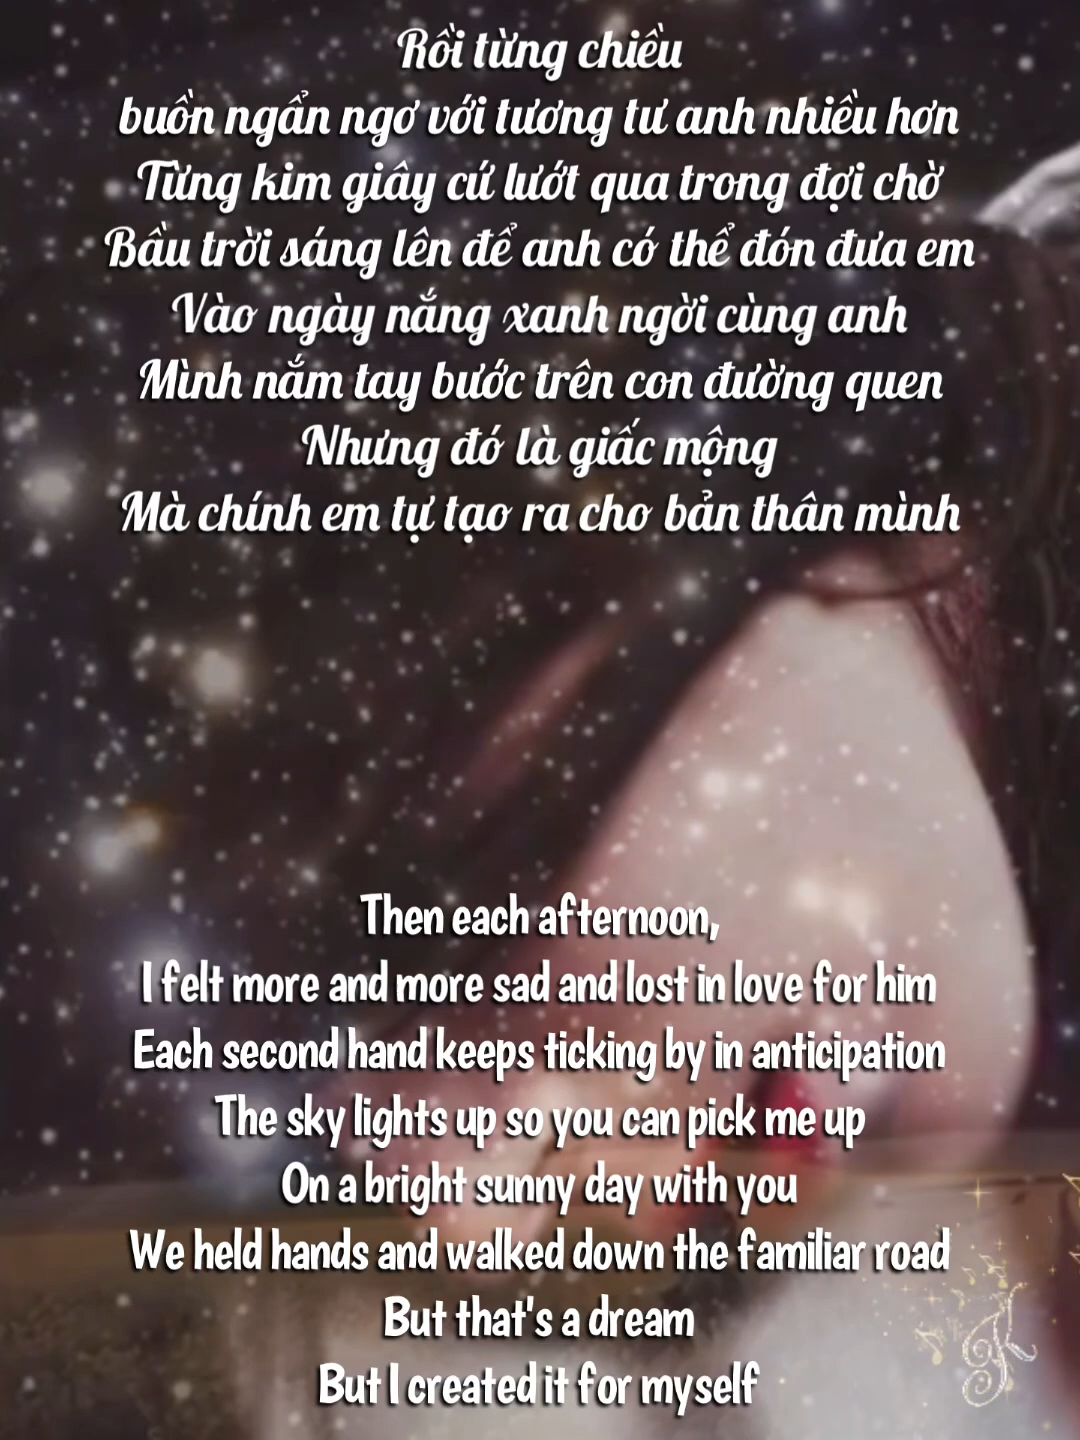 Rồi từng chiều
buồn ngẩn ngơ với tương tư anh nhiều hơn
Từng kim giây cứ lướt qua trong đợi chờ
Bầu trời sáng lên để anh có thể đón đưa em
Vào ngày nắng xanh ngời cùng anh
Mình nắm tay bước trên con đường quen
Nhưng đó là giấc mộng
Mà chính em tự tạo ra cho bản thân mình
Then each afternoon,
I felt more and more sad and lost in love for him
Each second hand keeps ticking by in anticipation
The sky lights up so you can pick me up
On a bright sunny day with you
We held hands and walked down the familiar road
But that's a dream
But I created it for myself